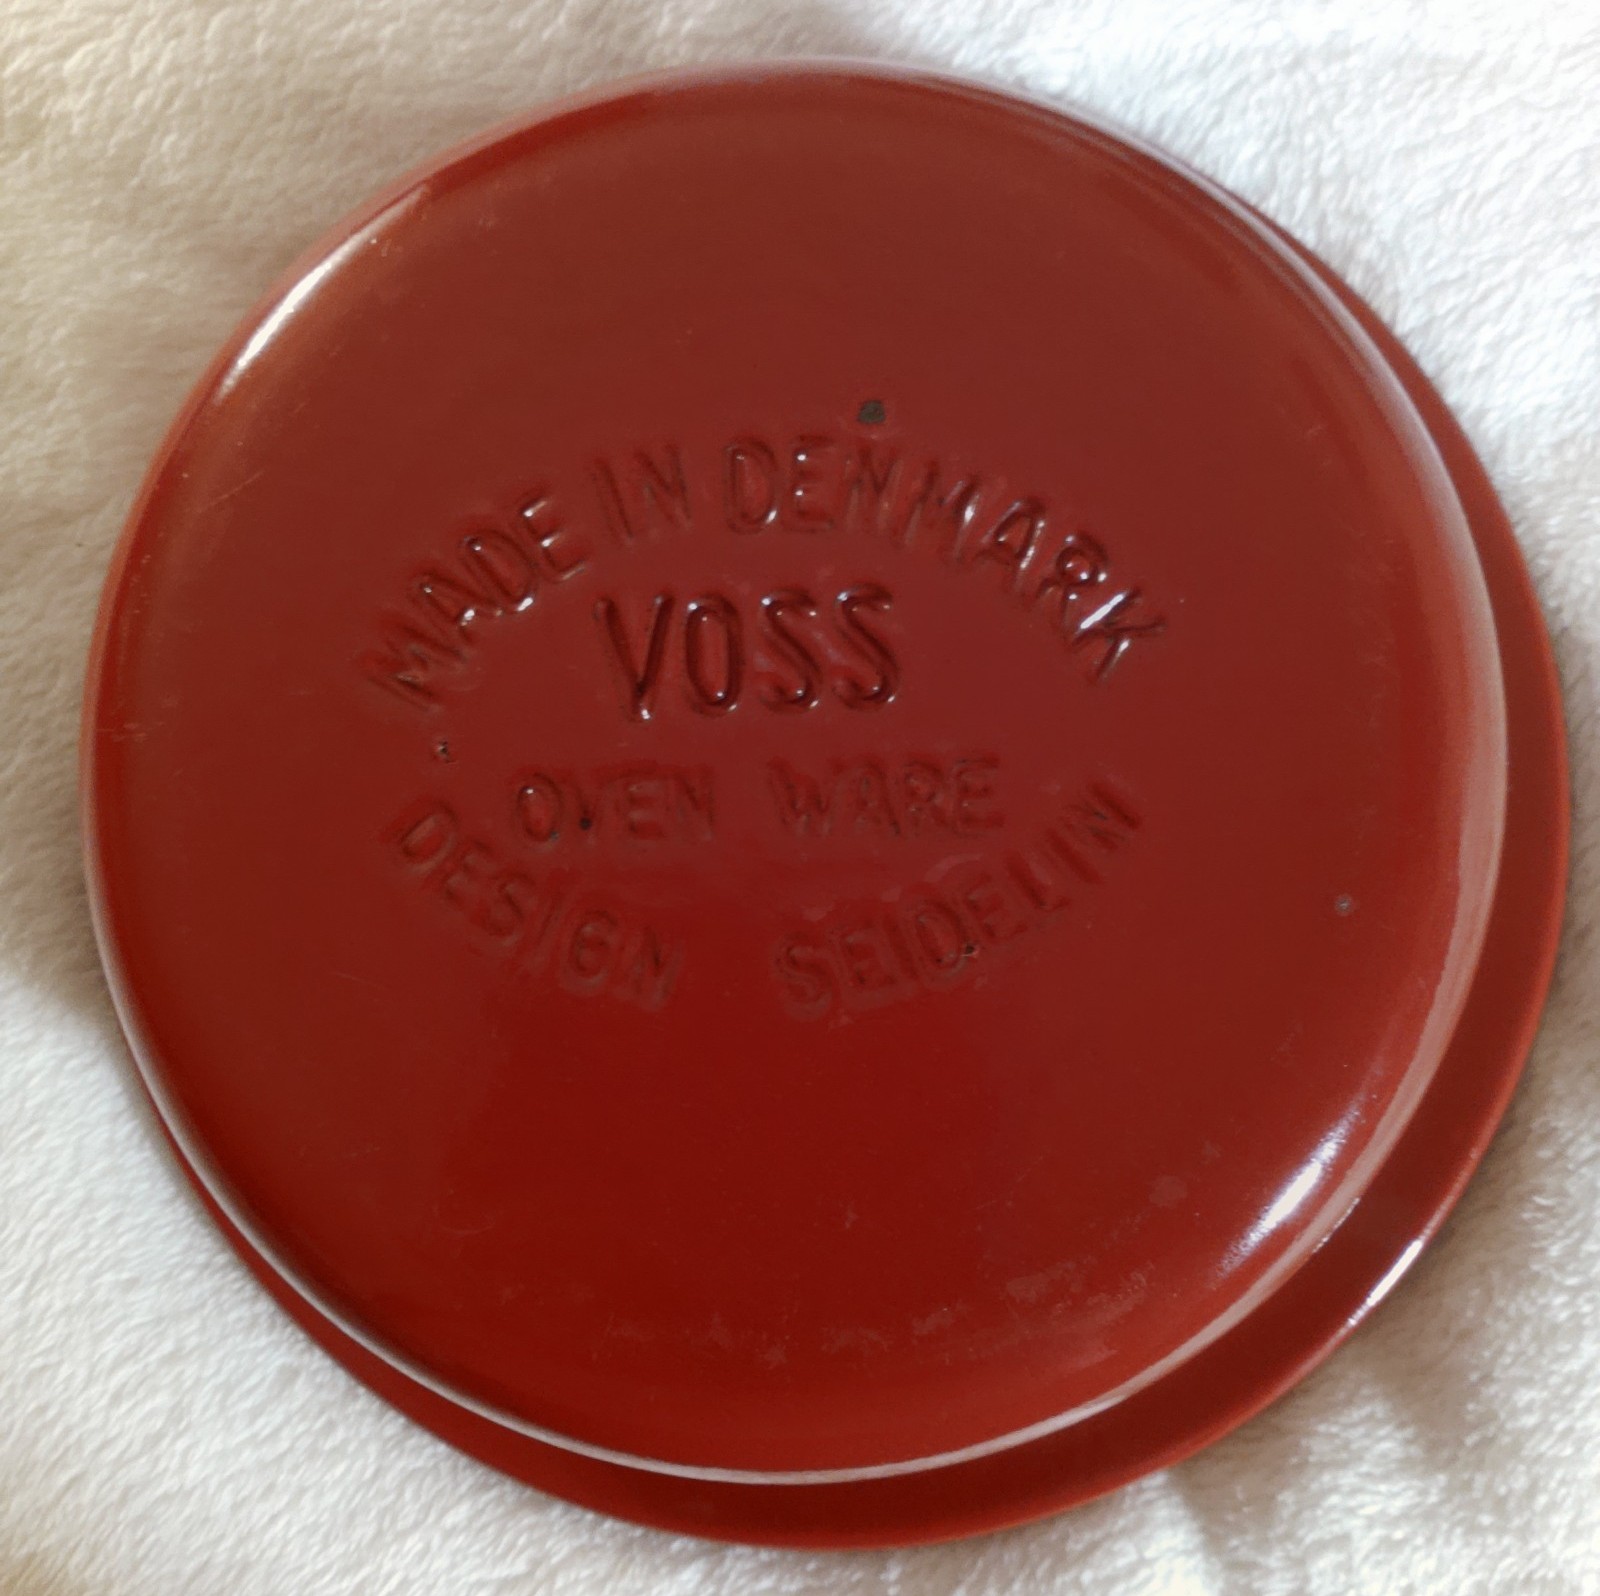 MADE IN DENMARK
VOSS
OVEN WARE
DESIGN SEIDELIN